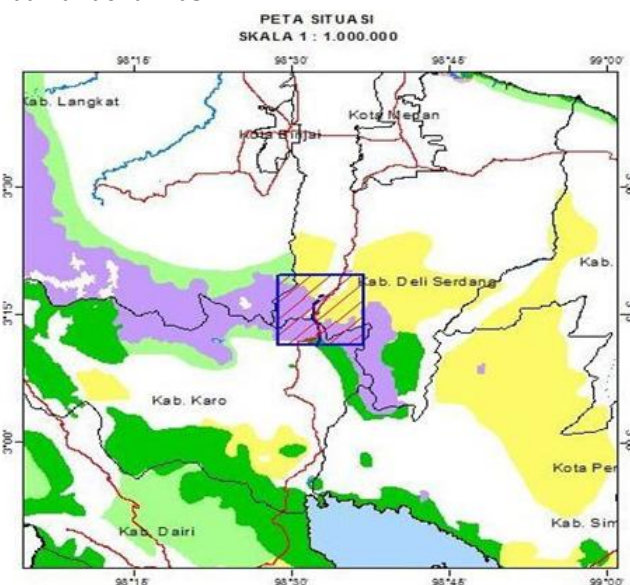 PETA SITUASI
SKALA 1 : 1.000.000
98°15' 98°30' 98°45' 99°00'
Kab. Langkat
Kota Medan
Kota Binjai
3°30'
Kab.
Kab. Deli Serdang
3°15'
Kab. Karo
3°00'
Kota Per
Kab. Sim
Kab. Dairi
98°15' 98°30' 98°45' 99°00'